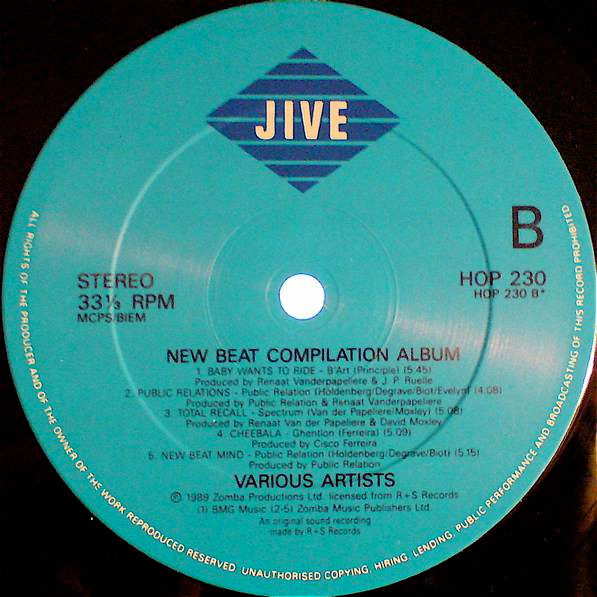 JIVE
B
STEREO
33⅓ RPM
MCPS/BIEM
HOP 230
HOP 230 B*
NEW BEAT COMPILATION ALBUM
1. BABY WANTS TO RIDE - B'Art (Principle) (5.45)
Produced by Renaat Vanderpapeliere & J. P. Ruelle
2. PUBLIC RELATIONS - Public Relation (Holdenberg/Degrave/Biot/Evelyn) (4.08)
Produced by Public Relation & Renaat Vanderpapeliere
3. TOTAL RECALL - Spectrum (Van der Papeliere/Moxley) (5.08)
Produced by Renaat Van der Papeliere & David Moxley
4. CHEEBALA - Ghention (Ferreira) (5.09)
Produced by Cisco Ferreira
5. NEW BEAT MIND - Public Relation (Holdenberg/Degrave/Biot) (5.15)
Produced by Public Relation
VARIOUS ARTISTS
℗ 1989 Zomba Productions Ltd. licensed from R+S Records
(1) BMG Music (2-5) Zomba Music Publishers Ltd.
An original sound recording
made by R+S Records
ALL RIGHTS OF THE PRODUCER AND OF THE OWNER OF THE WORK REPRODUCED RESERVED. UNAUTHORISED COPYING, HIRING, LENDING, PUBLIC PERFORMANCE AND BROADCASTING OF THIS RECORD PROHIBITED